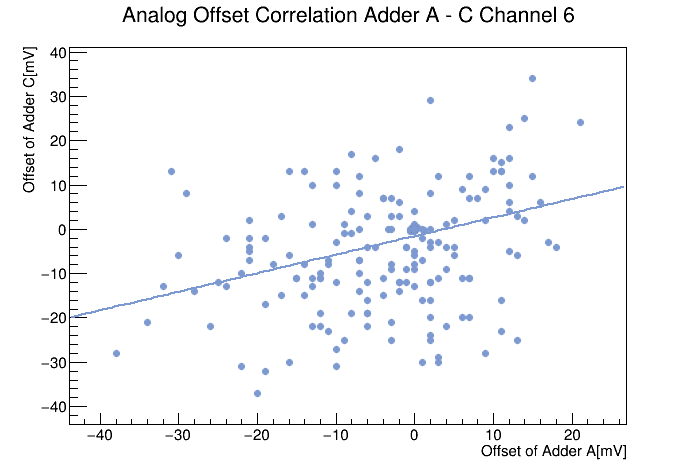 Analog Offset Correlation Adder A - C Channel 6
Offset of Adder C[mV]
40
30
20
10
0
−10
−20
−30
−40
−40 −30 −20 −10 0 10 20
Offset of Adder A[mV]